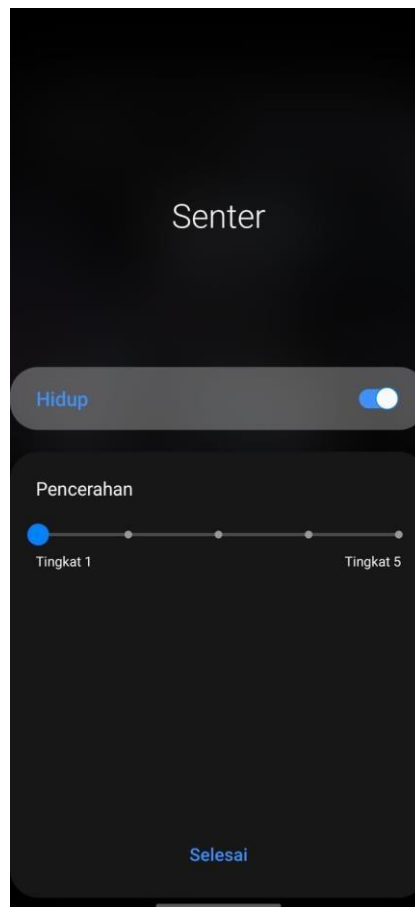 Senter
Hidup
Pencerahan
Tingkat 1
Tingkat 5
Selesai